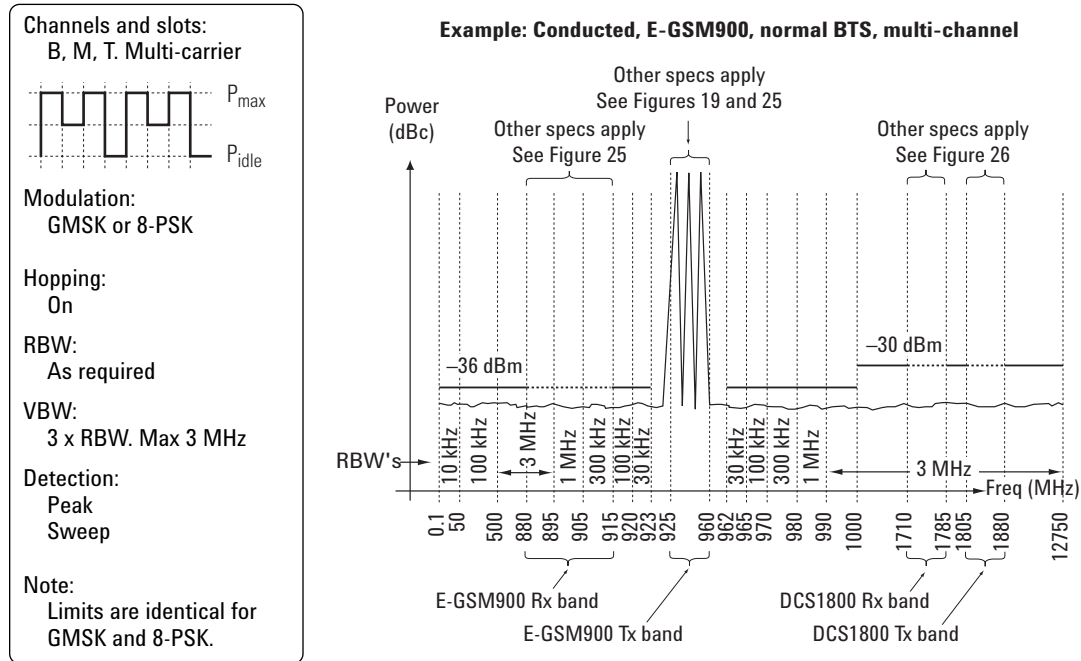 Channels and slots:
B, M, T. Multi-carrier
Pmax
Pidle
Modulation:
GMSK or 8-PSK
Hopping:
On
RBW:
As required
VBW:
3 x RBW. Max 3 MHz
Detection:
Peak
Sweep
Note:
Limits are identical for
GMSK and 8-PSK.
Example: Conducted, E-GSM900, normal BTS, multi-channel
Other specs apply
See Figures 19 and 25
Power
(dBc)
Other specs apply
See Figure 25
Other specs apply
See Figure 26
–36 dBm
–30 dBm
RBW's
10 kHz
100 kHz
3 MHz
1 MHz
300 kHz
100 kHz
30 kHz
30 kHz
100 kHz
300 kHz
1 MHz
3 MHz
Freq (MHz)
0.1
50
500
880
895
905
915
920
923
925
960
962
965
970
980
990
1000
1710
1785
1805
1880
12750
E-GSM900 Rx band
E-GSM900 Tx band
DCS1800 Rx band
DCS1800 Tx band